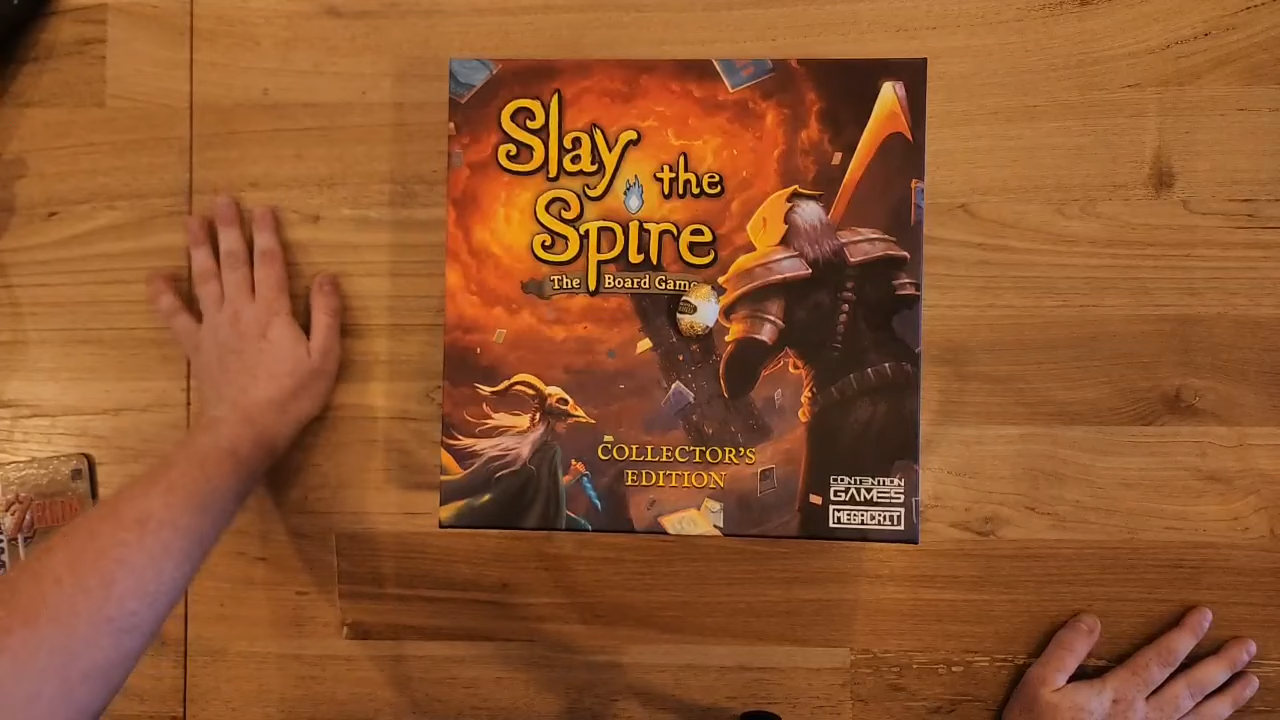 Slay
the
Spire
The Board Game
COLLECTOR'S
EDITION
CONTENTION
GAMES
MEGACRIT